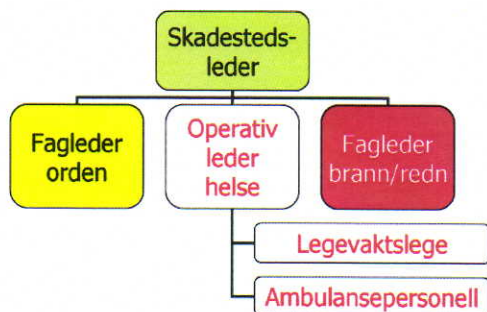 Skadesteds-
leder
Fagleder
orden
Operativ
leder
helse
Fagleder
brann/redn
Legevaktslege
Ambulansepersonell